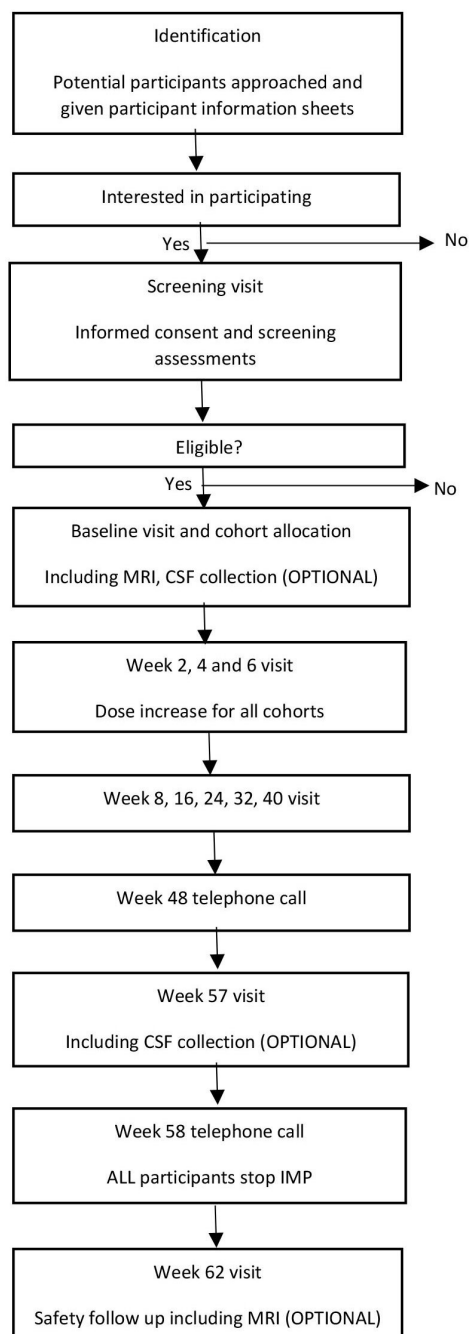 Identification
Potential participants approached and
given participant information sheets
Interested in participating
Yes
No
Screening visit
Informed consent and screening
assessments
Eligible?
Yes
No
Baseline visit and cohort allocation
Including MRI, CSF collection (OPTIONAL)
Week 2, 4 and 6 visit
Dose increase for all cohorts
Week 8, 16, 24, 32, 40 visit
Week 48 telephone call
Week 57 visit
Including CSF collection (OPTIONAL)
Week 58 telephone call
ALL participants stop IMP
Week 62 visit
Safety follow up including MRI (OPTIONAL)